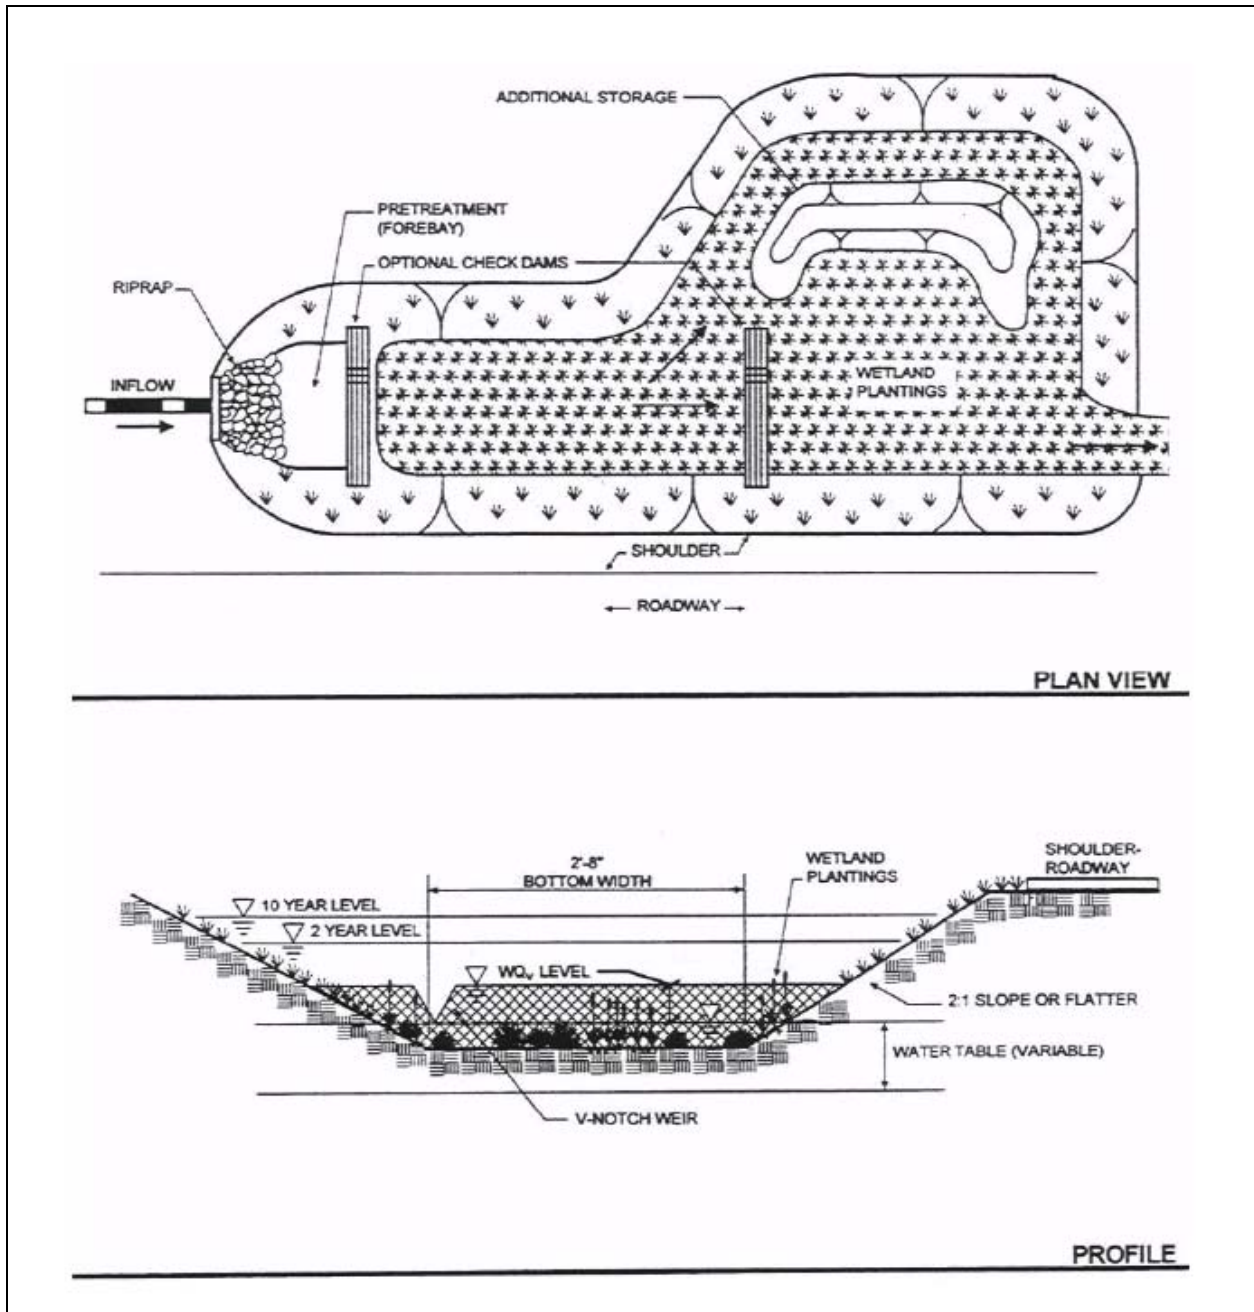 ADDITIONAL STORAGE
PRETREATMENT
(FOREBAY)
OPTIONAL CHECK DAMS
RIPRAP
INFLOW
WETLAND
PLANTINGS
SHOULDER
ROADWAY
PLAN VIEW
2'-8"
BOTTOM WIDTH
WETLAND
PLANTINGS
SHOULDER-
ROADWAY
10 YEAR LEVEL
2 YEAR LEVEL
WQv LEVEL
2:1 SLOPE OR FLATTER
WATER TABLE (VARIABLE)
V-NOTCH WEIR
PROFILE